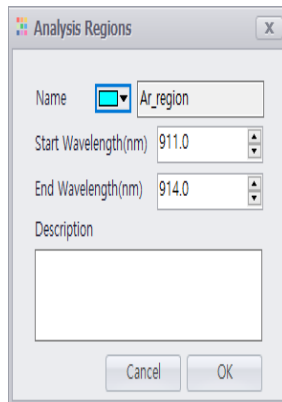 Analysis Regions
X
Name Ar_region
Start Wavelength(nm) 911.0
End Wavelength(nm) 914.0
Description
Cancel OK